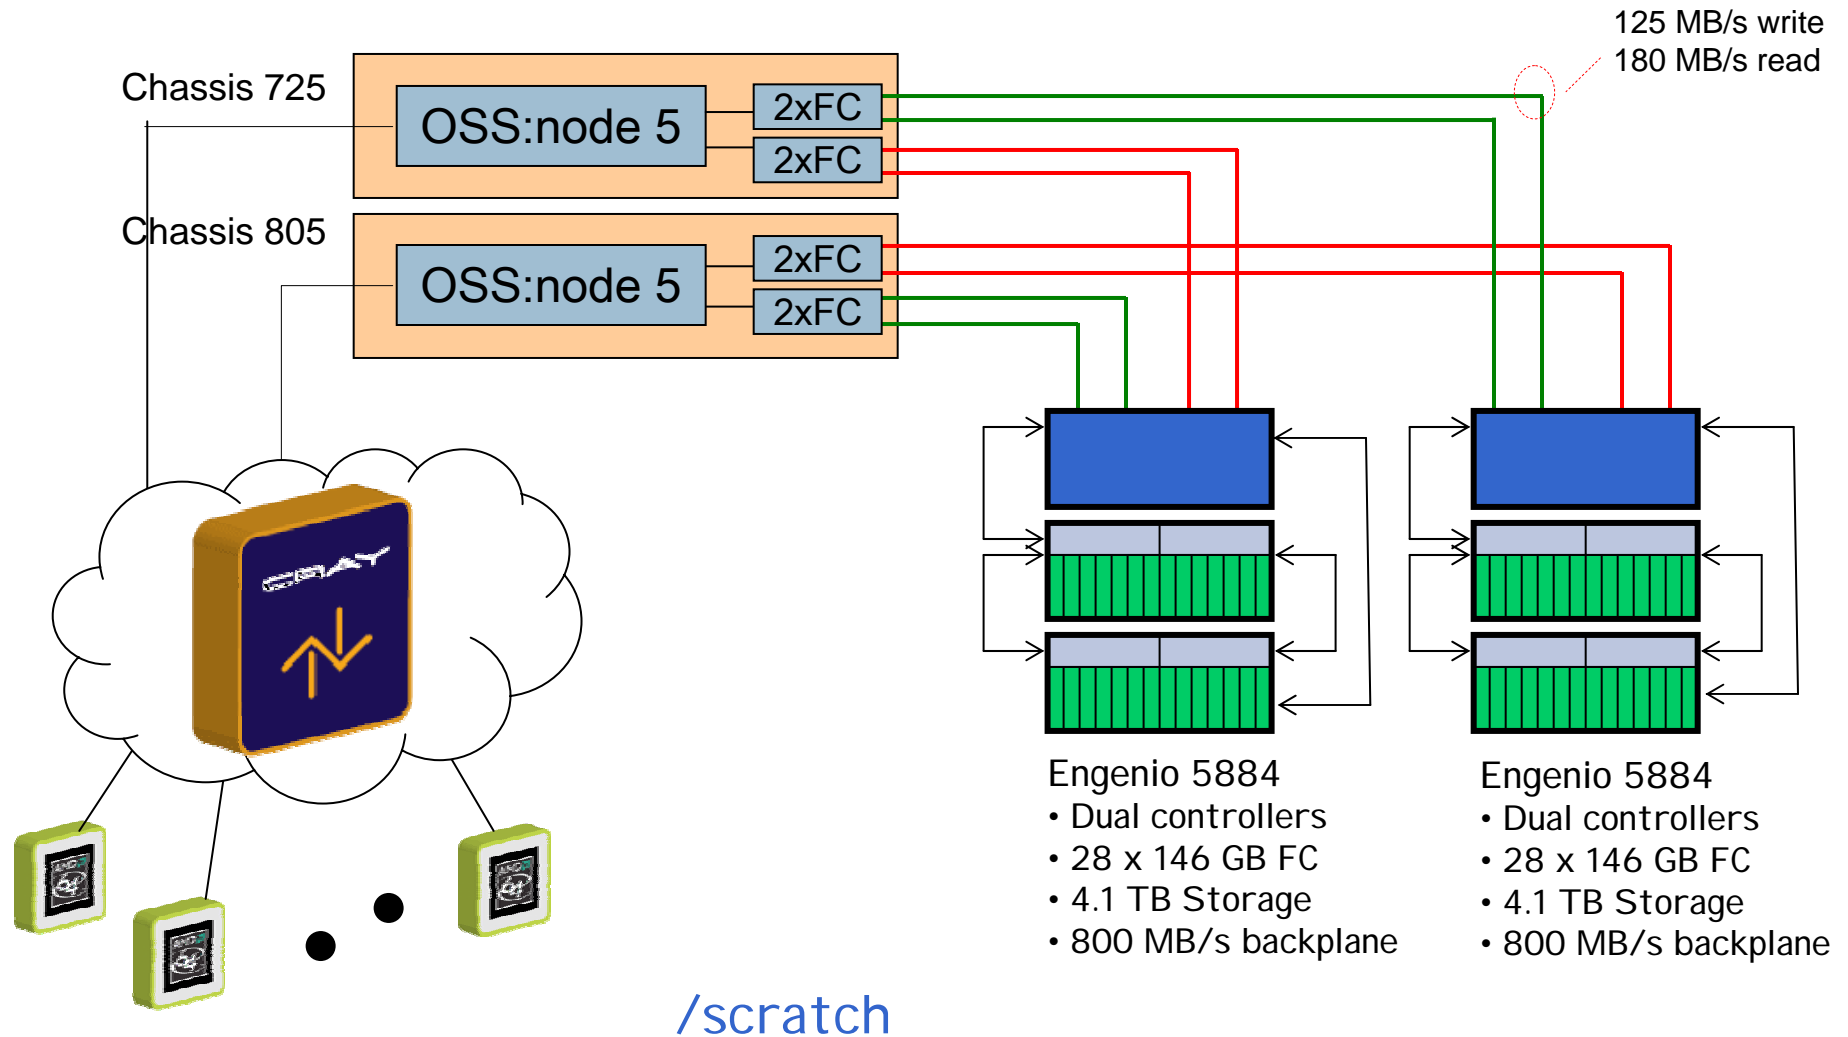 125 MB/s write
180 MB/s read
Chassis 725
OSS:node 5
2xFC
2xFC
Chassis 805
OSS:node 5
2xFC
2xFC
CRAY
Engenio 5884
• Dual controllers
• 28 x 146 GB FC
• 4.1 TB Storage
• 800 MB/s backplane
Engenio 5884
• Dual controllers
• 28 x 146 GB FC
• 4.1 TB Storage
• 800 MB/s backplane
/scratch